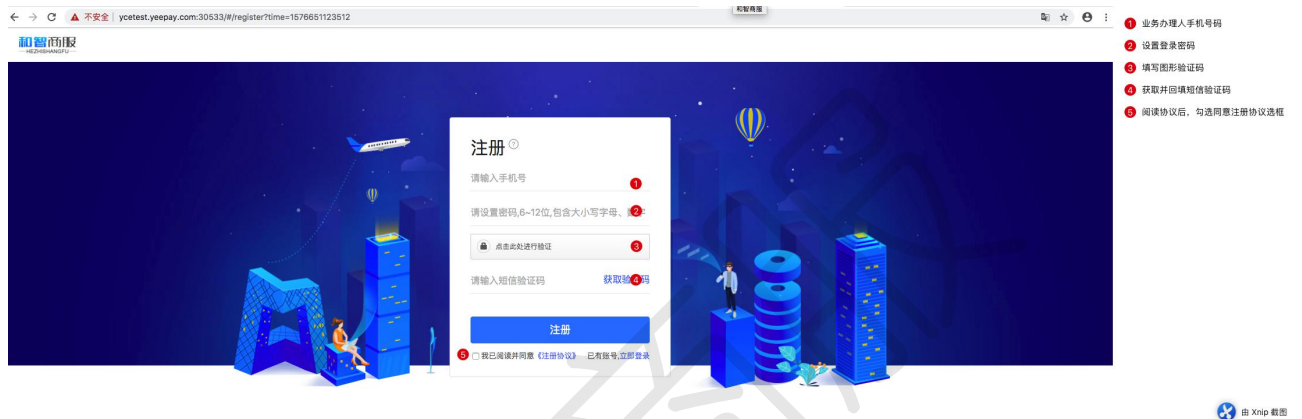 和智商服
不安全 | ycetest.yeepay.com:30533/#/register?time=1576651123512
和智商服
HEZHISHANGFU
注册
请输入手机号
1
请设置密码,6~12位,包含大小写字母、
2
点击此处进行验证
3
请输入短信验证码
获取验
4
码
注册
5
我已阅读并同意《注册协议》 已有账号,立即登录
1 业务办理人手机号码
2 设置登录密码
3 填写图形验证码
4 获取并回填短信验证码
5 阅读协议后，勾选同意注册协议选框
由 Xnip 截图